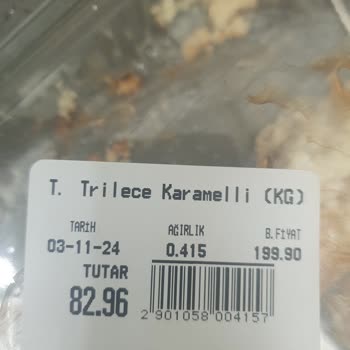 T. Trilece Karamelli (KG)
TARİH AĞIRLIK B.FİYAT
03-11-24 0.415 199.90
TUTAR
82.96
2 901058 004157